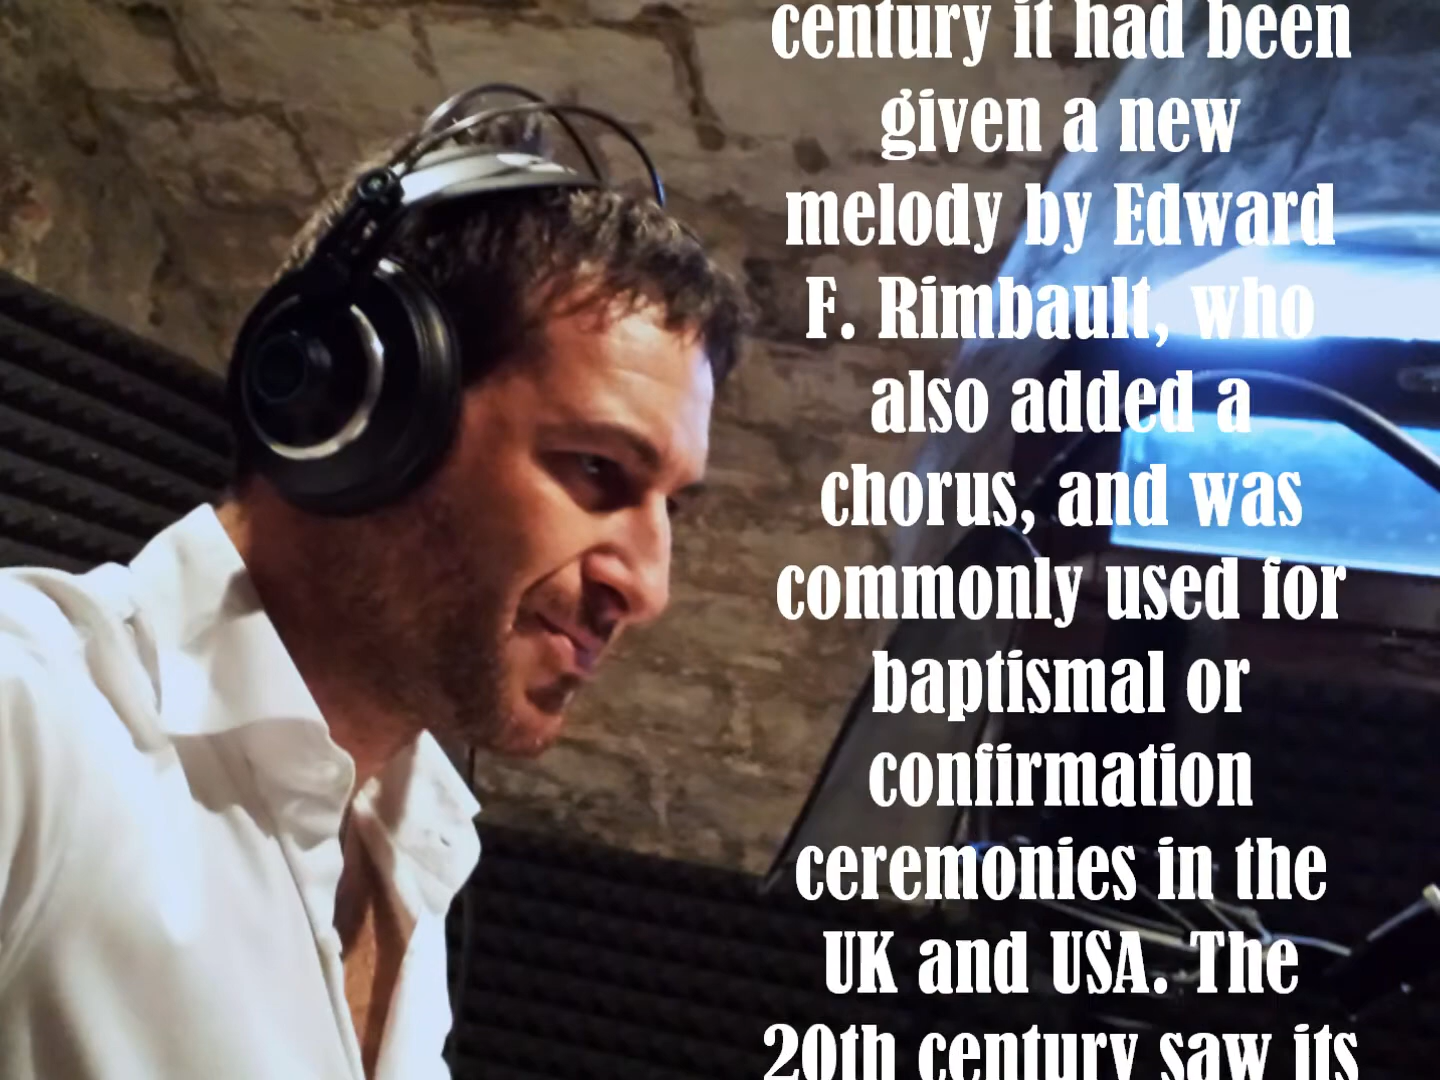 century it had been
given a new
melody by Edward
F. Rimbault, who
also added a
chorus, and was
commonly used for
baptismal or
confirmation
ceremonies in the
UK and USA. The
20th century saw its